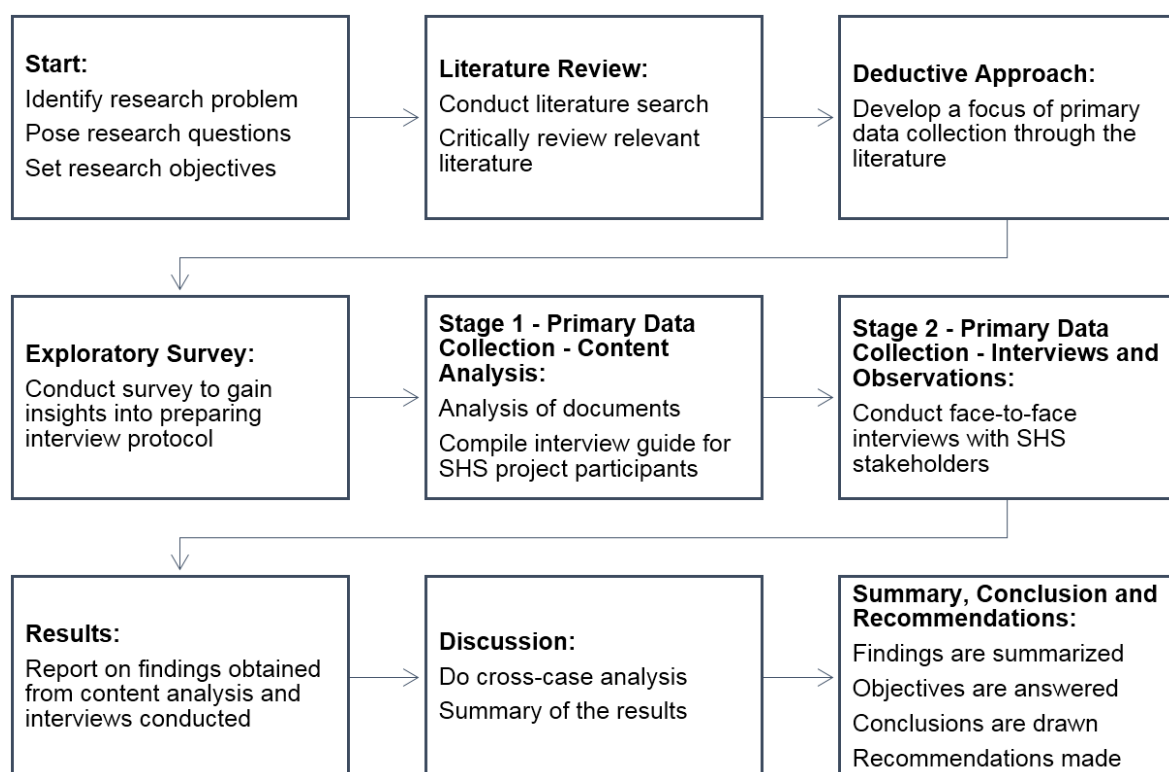 Start:
Identify research problem
Pose research questions
Set research objectives
Literature Review:
Conduct literature search
Critically review relevant
literature
Deductive Approach:
Develop a focus of primary
data collection through the
literature
Exploratory Survey:
Conduct survey to gain
insights into preparing
interview protocol
Stage 1 - Primary Data
Collection - Content
Analysis:
Analysis of documents
Compile interview guide for
SHS project participants
Stage 2 - Primary Data
Collection - Interviews and
Observations:
Conduct face-to-face
interviews with SHS
stakeholders
Results:
Report on findings obtained
from content analysis and
interviews conducted
Discussion:
Do cross-case analysis
Summary of the results
Summary, Conclusion and
Recommendations:
Findings are summarized
Objectives are answered
Conclusions are drawn
Recommendations made